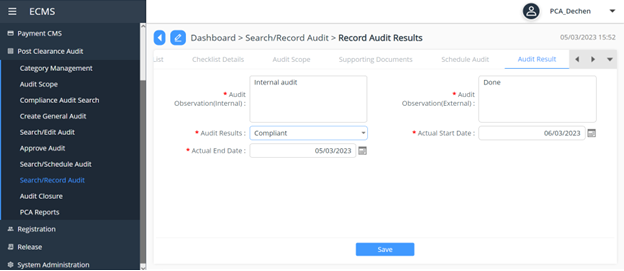 ECMS
PCA_Dechen
Payment CMS
Post Clearance Audit
Category Management
Audit Scope
Compliance Audit Search
Create General Audit
Search/Edit Audit
Approve Audit
Search/Schedule Audit
Search/Record Audit
Audit Closure
PCA Reports
Registration
Release
System Administration
Dashboard > Search/Record Audit > Record Audit Results
05/03/2023 15:52
List Checklist Details Audit Scope Supporting Documents Schedule Audit Audit Result
* Audit
Observation(Internal) :
Internal audit
* Audit
Observation(External) :
Done
* Audit Results : Compliant
* Actual Start Date : 06/03/2023
* Actual End Date : 05/03/2023
Save